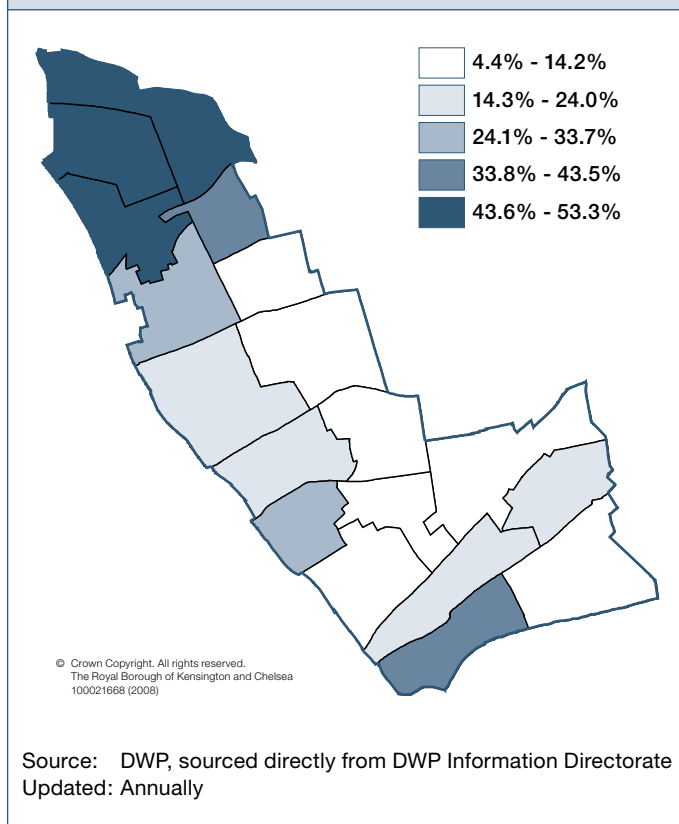 4.4% - 14.2%
14.3% - 24.0%
24.1% - 33.7%
33.8% - 43.5%
43.6% - 53.3%
© Crown Copyright. All rights reserved.
The Royal Borough of Kensington and Chelsea
100021668 (2008)
Source: DWP, sourced directly from DWP Information Directorate
Updated: Annually